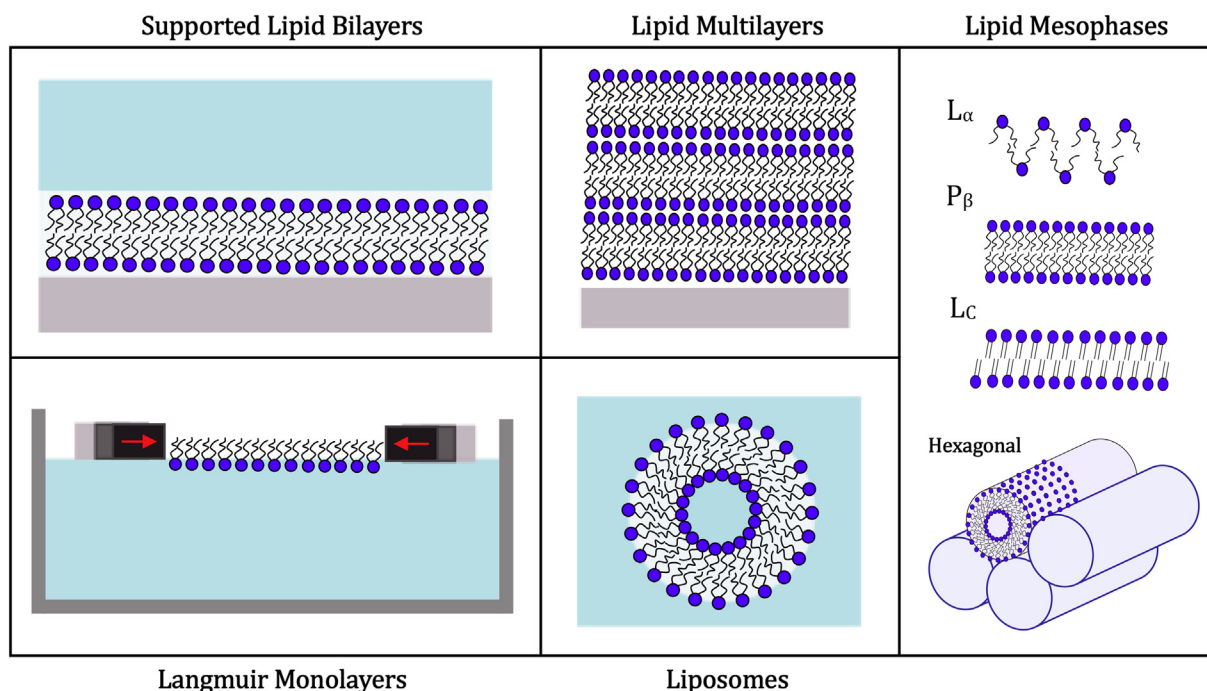 Supported Lipid Bilayers
Lipid Multilayers
Lipid Mesophases
Lα
Pβ
LC
Hexagonal
Langmuir Monolayers
Liposomes